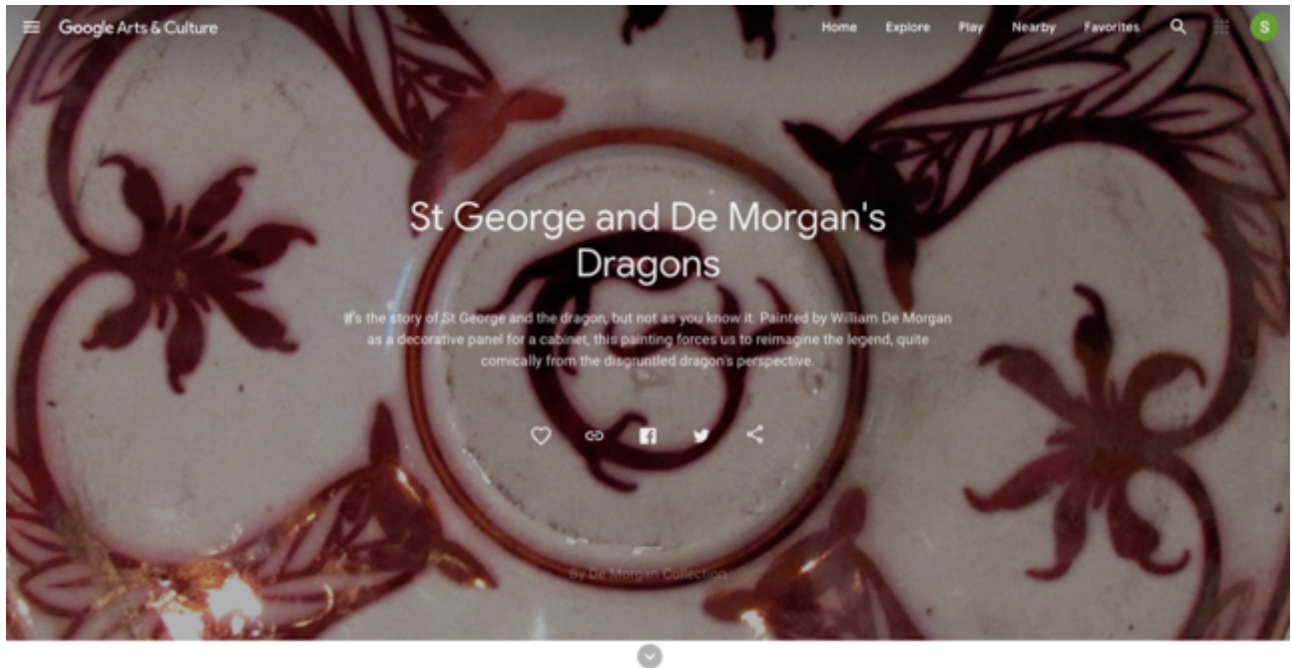 Google Arts & Culture
Home Explore Play Nearby Favorites S
St George and De Morgan's
Dragons
It's the story of St George and the dragon, but not as you know it. Painted by William De Morgan
as a decorative panel for a cabinet, this painting forces us to reimagine the legend, quite
comically from the disgruntled dragon's perspective.
By De Morgan Collection